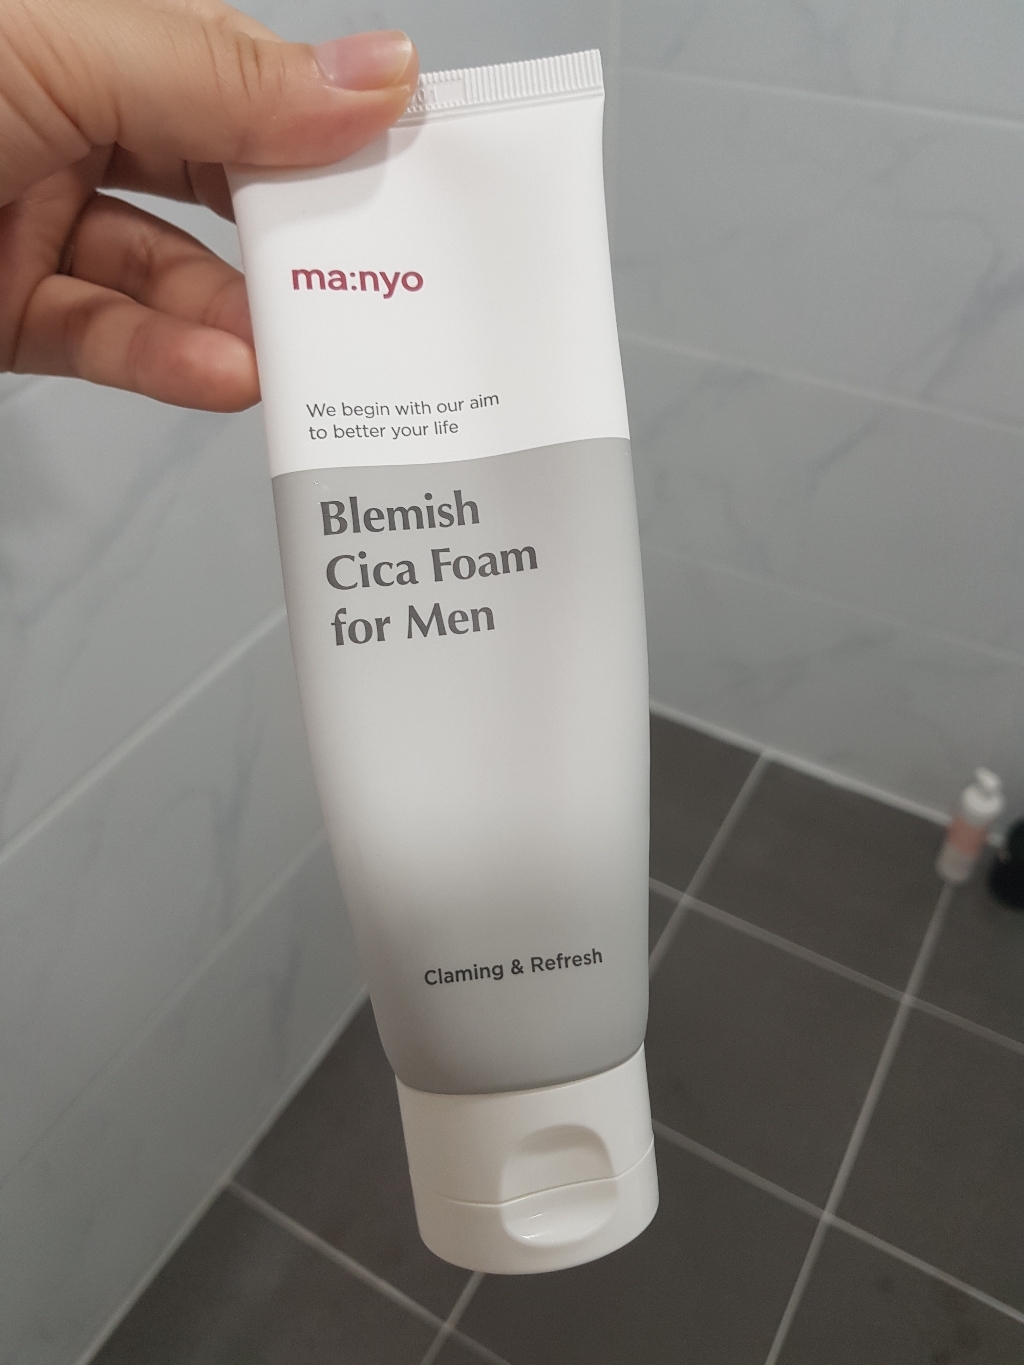 ma:nyo
We begin with our aim
to better your life
Blemish
Cica Foam
for Men
Claming & Refresh